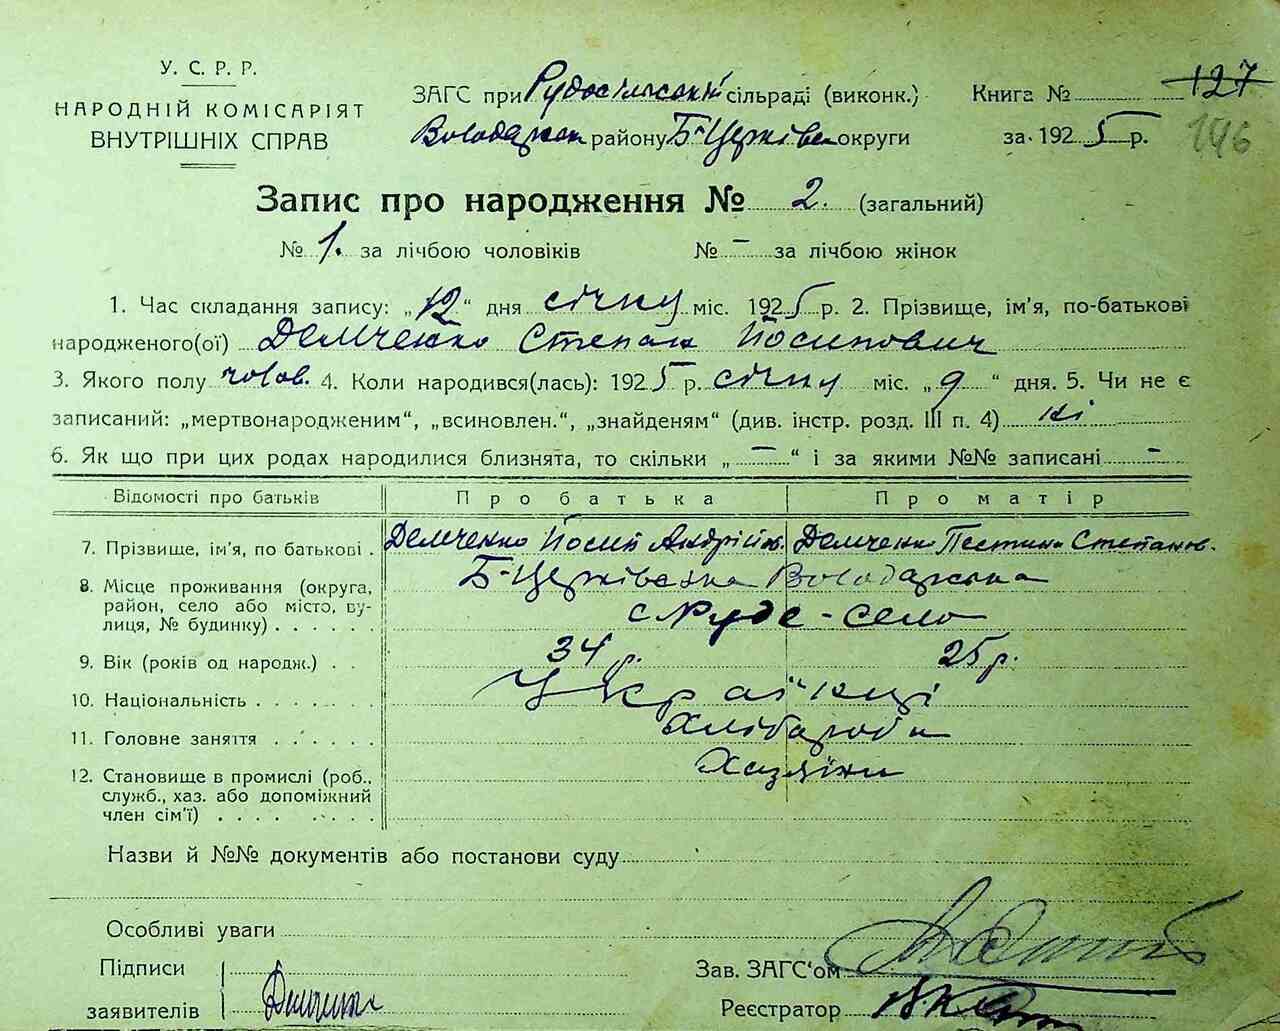 У. С. Р. Р.
НАРОДНІЙ КОМІСАРІЯТ
ВНУТРІШНІХ СПРАВ
ЗАГС при Рудосільській сільраді (виконк.)
Володарськ району Б-Церківськ округи
Книга № 127
за 1925 р. 146
Запис про народження № 2. (загальний)
№ 1. за лічбою чоловіків № – за лічбою жінок
1. Час складання запису: „12“ дня січну міс. 1925 р. 2. Прізвище, ім'я, по-батькові
народженого(ої) Демченко Степан Йосипович
3. Якого полу чолов. 4. Коли народився(лась): 1925 р. січну міс. „9“ дня. 5. Чи не є
записаний: „мертвонародженим“, „всиновлен.“, „знайденям“ (див. інстр. розд. III п. 4) ні
6. Як що при цих родах народилися близнята, то скільки „–“ і за якими №№ записані –
Відомості про батьків Про батька Про матір
7. Прізвище, ім'я, по батькові . Демченко Йосип Андрійов. Демченко Пестина Степанов.
8. Місце проживання (округа, Б-Церківська Володарська
район, село або місто, ву-
лиця, № будинку) . . . . . . с Руде-село
9. Вік (років од народж.) . . 34 р. 25 р.
10. Національність . . . . . . . Українці
11. Головне заняття . . . . . . Хлібороби
12. Становище в промислі (роб., Хазяїни
служб., хаз. або допоміжний
член сім'ї) . . . . . . . . .
Назви й №№ документів або постанови суду
Особливі уваги
Підписи
заявителів Демченко
Зав. ЗАГС'ом
Реєстратор